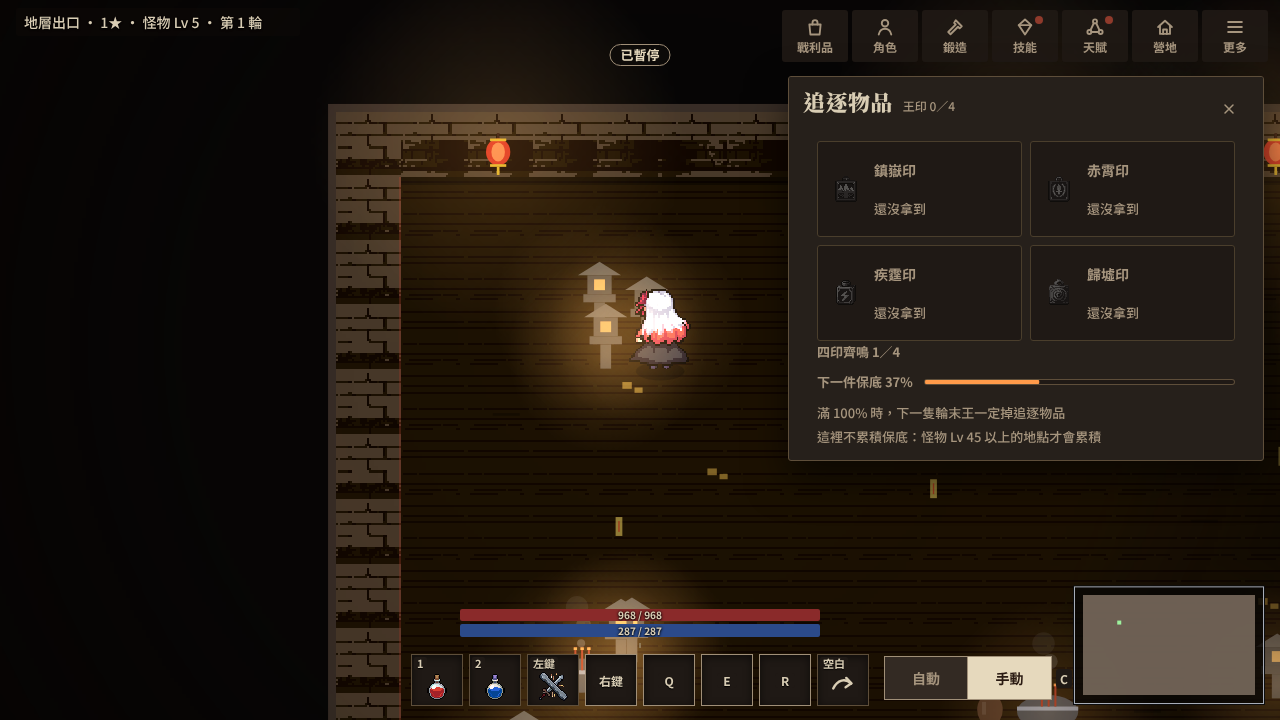 地層出口 · 1★ · 怪物 Lv 5 · 第 1 輪
已暫停
戰利品
角色
鍛造
技能
天賦
營地
更多
追逐物品 王印 0／4
×
鎮嶽印
還沒拿到
赤霄印
還沒拿到
疾霆印
還沒拿到
歸墟印
還沒拿到
四印齊鳴 1／4
下一件保底 37%
滿 100% 時，下一隻輪末王一定掉追逐物品
這裡不累積保底：怪物 Lv 45 以上的地點才會累積
968 / 968
287 / 287
1
2
左鍵
右鍵
Q
E
R
空白
自動
手動
C